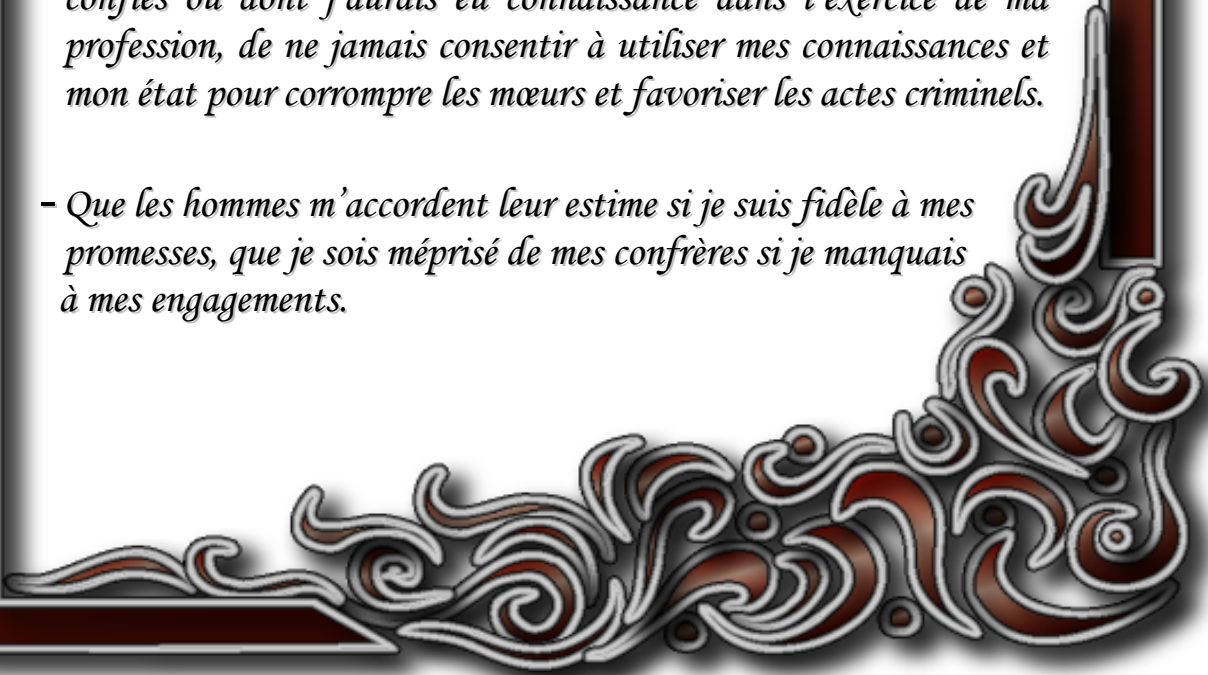 confiés ou dont j'aurais eu connaissance dans l'exercice de ma
profession, de ne jamais consentir à utiliser mes connaissances et
mon état pour corrompre les mœurs et favoriser les actes criminels.
- Que les hommes m’accordent leur estime si je suis fidèle à mes
promesses, que je sois méprisé de mes confrères si je manquais
à mes engagements.